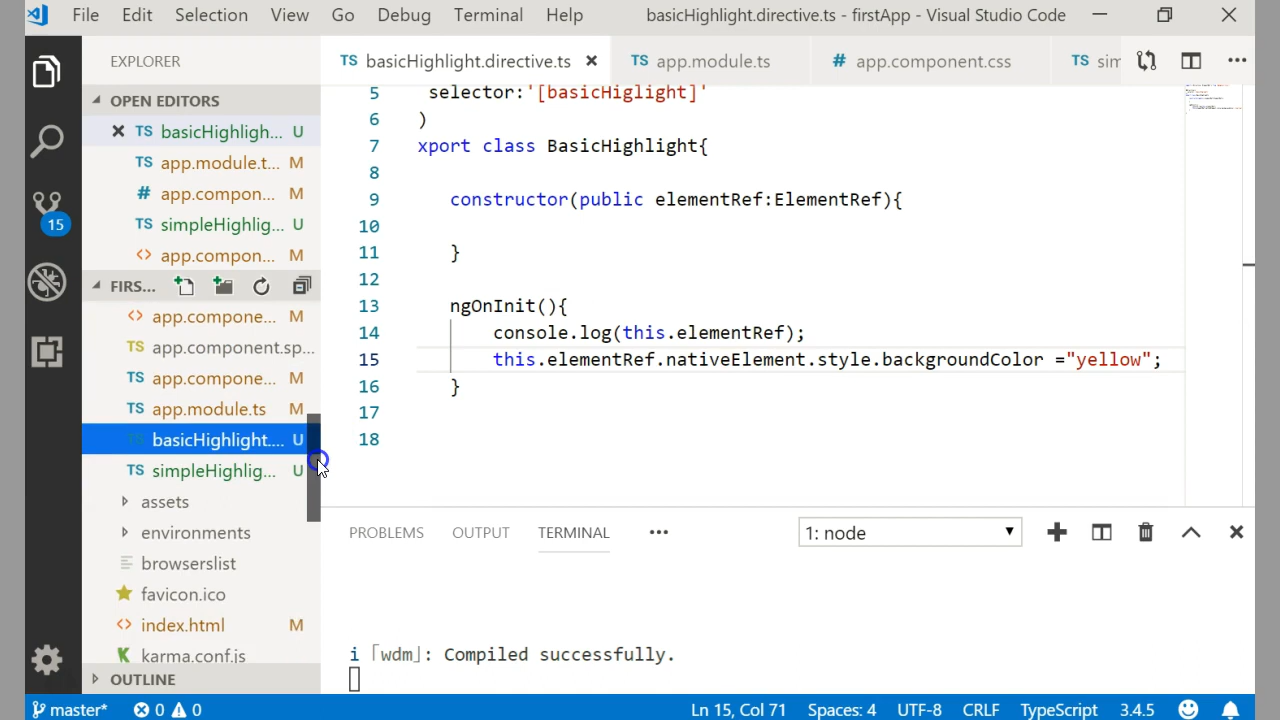 File Edit Selection View Go Debug Terminal Help basicHighlight.directive.ts - firstApp - Visual Studio Code
EXPLORER
OPEN EDITORS
basicHighligh... U
app.module.t... M
# app.compon... M
simpleHighlig... U
<> app.compon... M
FIRS...
<> app.compone... M
TS app.component.sp...
TS app.compone... M
TS app.module.ts M
TS basicHighlight.... U
TS simpleHighlig... U
assets
environments
browserslist
favicon.ico
<> index.html M
karma.conf.js
OUTLINE
15
TS basicHighlight.directive.ts
TS app.module.ts
# app.component.css
TS sim
5 selector:'[basicHiglight]'
6 )
7 xport class BasicHighlight{
8
9 constructor(public elementRef:ElementRef){
10
11 }
12
13 ngOnInit(){
14 console.log(this.elementRef);
15 this.elementRef.nativeElement.style.backgroundColor ="yellow";
16 }
17
18
PROBLEMS OUTPUT TERMINAL ••• 1: node
i ｢wdm｣: Compiled successfully.
master* 0 0 Ln 15, Col 71 Spaces: 4 UTF-8 CRLF TypeScript 3.4.5